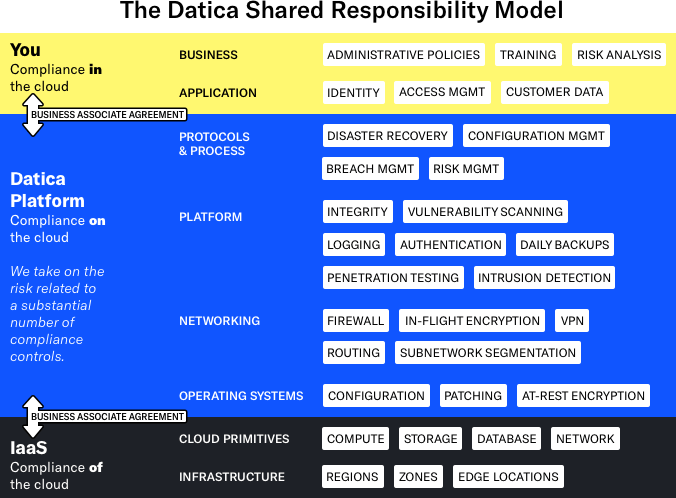 The Datica Shared Responsibility Model
You
Compliance in
the cloud
BUSINESS
ADMINISTRATIVE POLICIES TRAINING RISK ANALYSIS
APPLICATION
IDENTITY ACCESS MGMT CUSTOMER DATA
BUSINESS ASSOCIATE AGREEMENT
Datica
Platform
Compliance on
the cloud
We take on the
risk related to
a substantial
number of
compliance
controls.
PROTOCOLS
& PROCESS
DISASTER RECOVERY CONFIGURATION MGMT
BREACH MGMT RISK MGMT
PLATFORM
INTEGRITY VULNERABILITY SCANNING
LOGGING AUTHENTICATION DAILY BACKUPS
PENETRATION TESTING INTRUSION DETECTION
NETWORKING
FIREWALL IN-FLIGHT ENCRYPTION VPN
ROUTING SUBNETWORK SEGMENTATION
OPERATING SYSTEMS
CONFIGURATION PATCHING AT-REST ENCRYPTION
BUSINESS ASSOCIATE AGREEMENT
IaaS
Compliance of
the cloud
CLOUD PRIMITIVES
COMPUTE STORAGE DATABASE NETWORK
INFRASTRUCTURE
REGIONS ZONES EDGE LOCATIONS